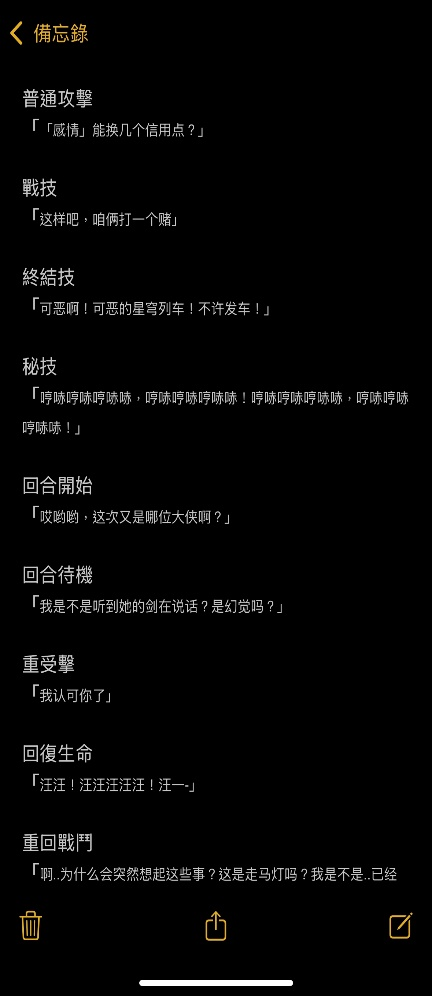 備忘錄
普通攻擊
「「感情」能换几个信用点？」
戰技
「这样吧，咱俩打一个赌」
終結技
「可恶啊！可恶的星穹列车！不许发车！」
秘技
「哼哧哼哧哼哧哧，哼哧哼哧哼哧哧！哼哧哼哧哼哧哧，哼哧哼哧
哼哧哧！」
回合開始
「哎哟哟，这次又是哪位大侠啊？」
回合待機
「我是不是听到她的剑在说话？是幻觉吗？」
重受擊
「我认可你了」
回復生命
「汪汪！汪汪汪汪汪！汪一-」
重回戰鬥
「啊..为什么会突然想起这些事？这是走马灯吗？我是不是..已经